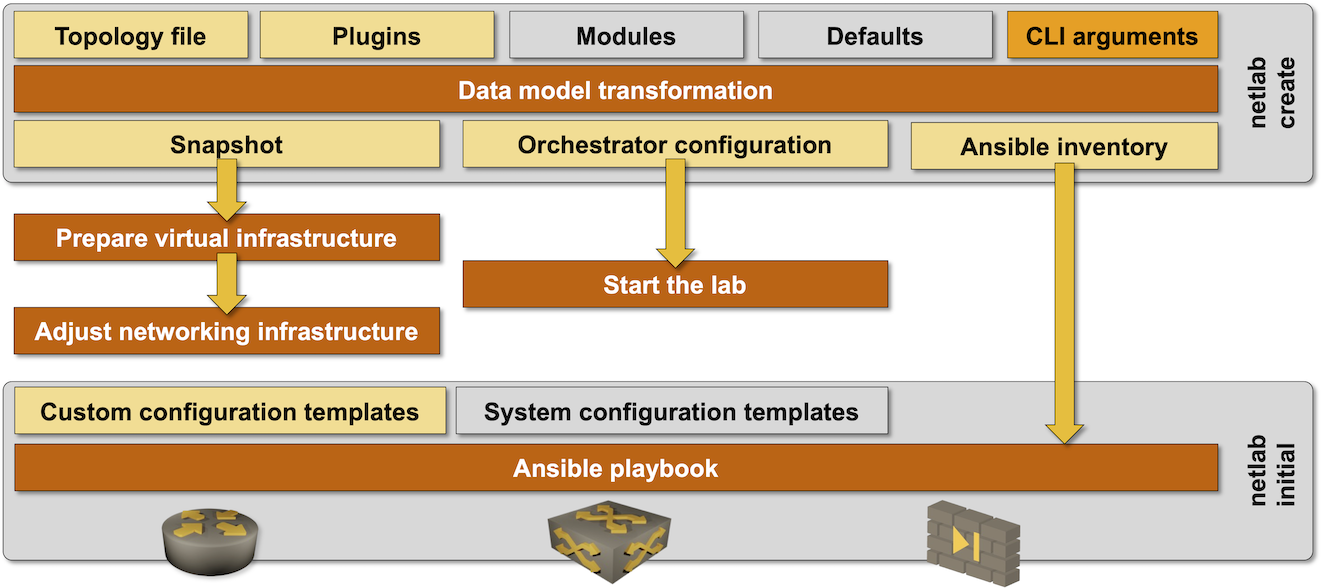 Topology file
Plugins
Modules
Defaults
CLI arguments
netlab
create
Data model transformation
Snapshot
Orchestrator configuration
Ansible inventory
Prepare virtual infrastructure
Start the lab
Adjust networking infrastructure
Custom configuration templates
System configuration templates
netlab
initial
Ansible playbook